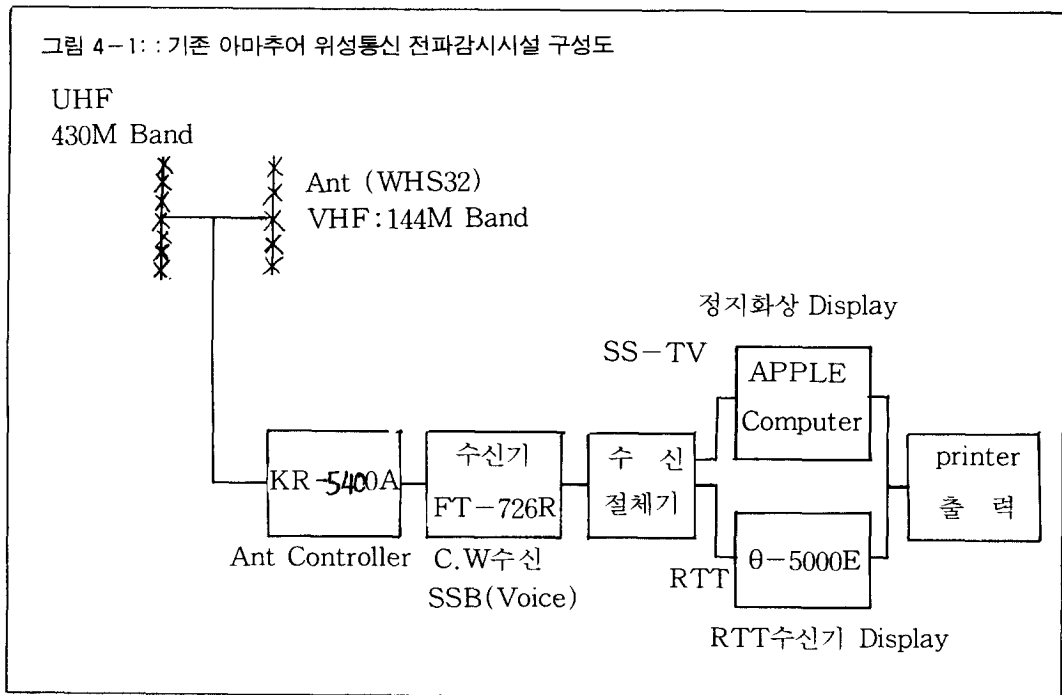 그림 4-1: : 기존 아마추어 위성통신 전파감시시설 구성도
UHF
430M Band
Ant (WHS32)
VHF:144M Band
정지화상 Display
SS-TV
APPLE
Computer
KR-5400A
Ant Controller
수신기
FT-726R
C.W수신
SSB(Voice)
수 신
절체기
RTT
θ-5000E
RTT수신기 Display
printer
출 력